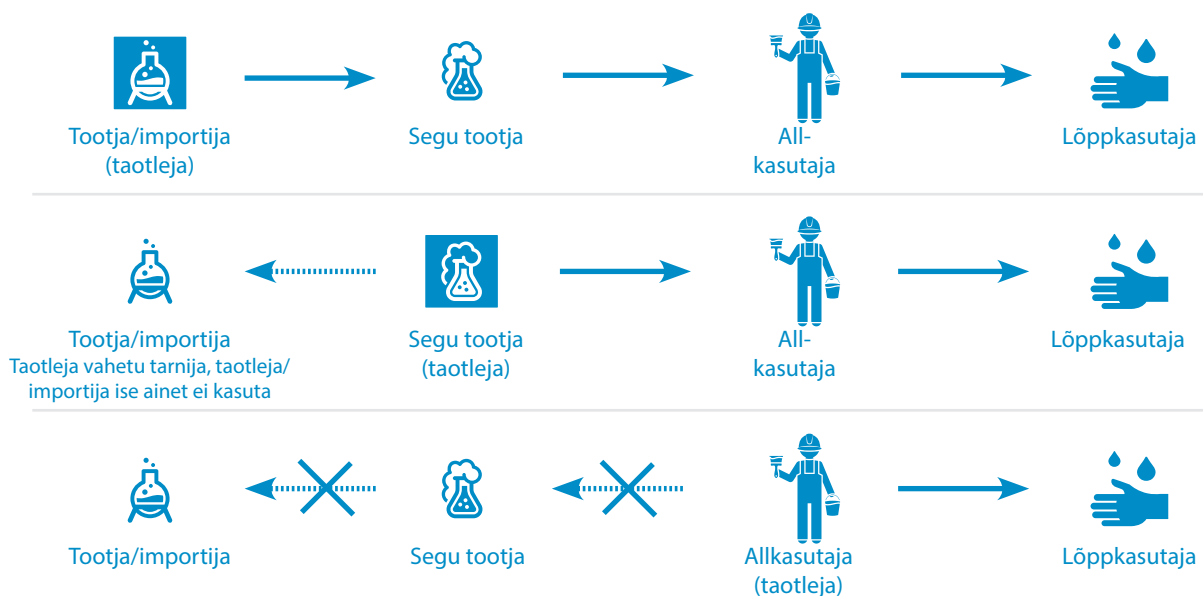 Tootja/importija
(taotleja)
Segu tootja
All-
kasutaja
Lõppkasutaja
Tootja/importija
Taotleja vahetu tarnija, taotleja/
importija ise ainet ei kasuta
Segu tootja
(taotleja)
All-
kasutaja
Lõppkasutaja
Tootja/importija
Segu tootja
Allkasutaja
(taotleja)
Lõppkasutaja